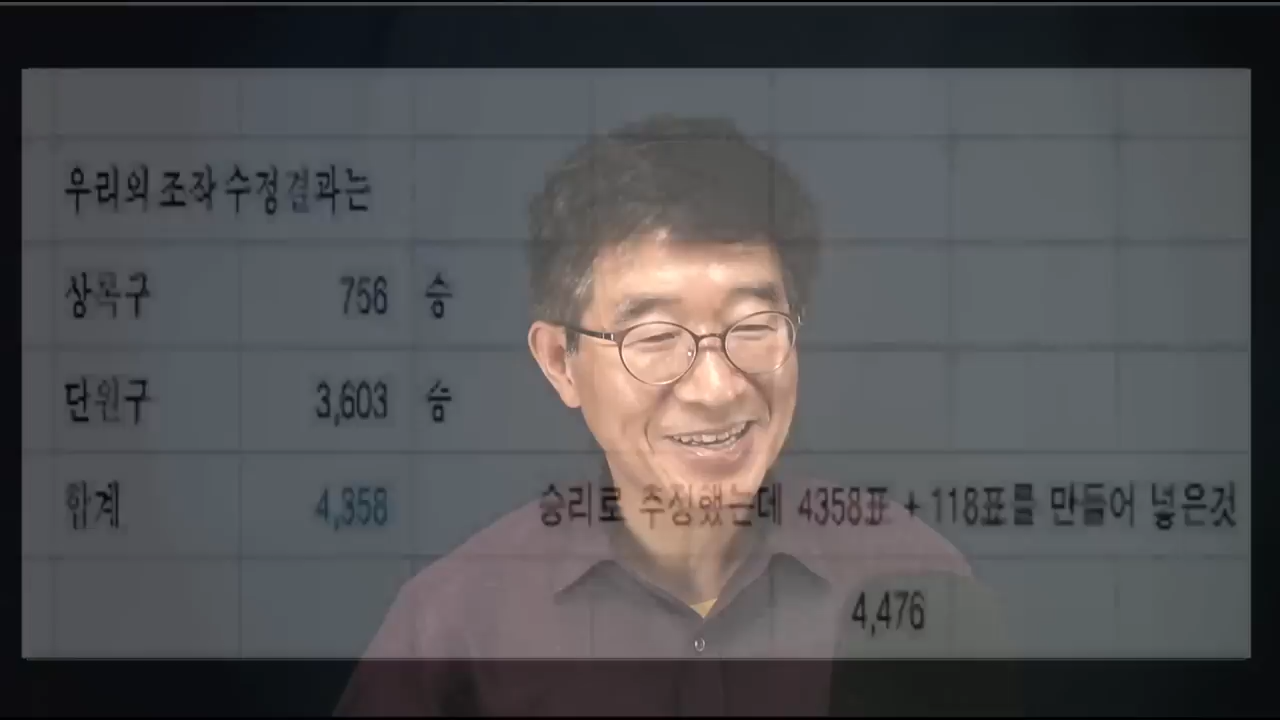 우리의 조작 수정결과는
상록구 756 승
단원구 3,603 승
합계 4,358 승리로 추정했는데 4358표 + 118표를 만들어 넣은것
4,476